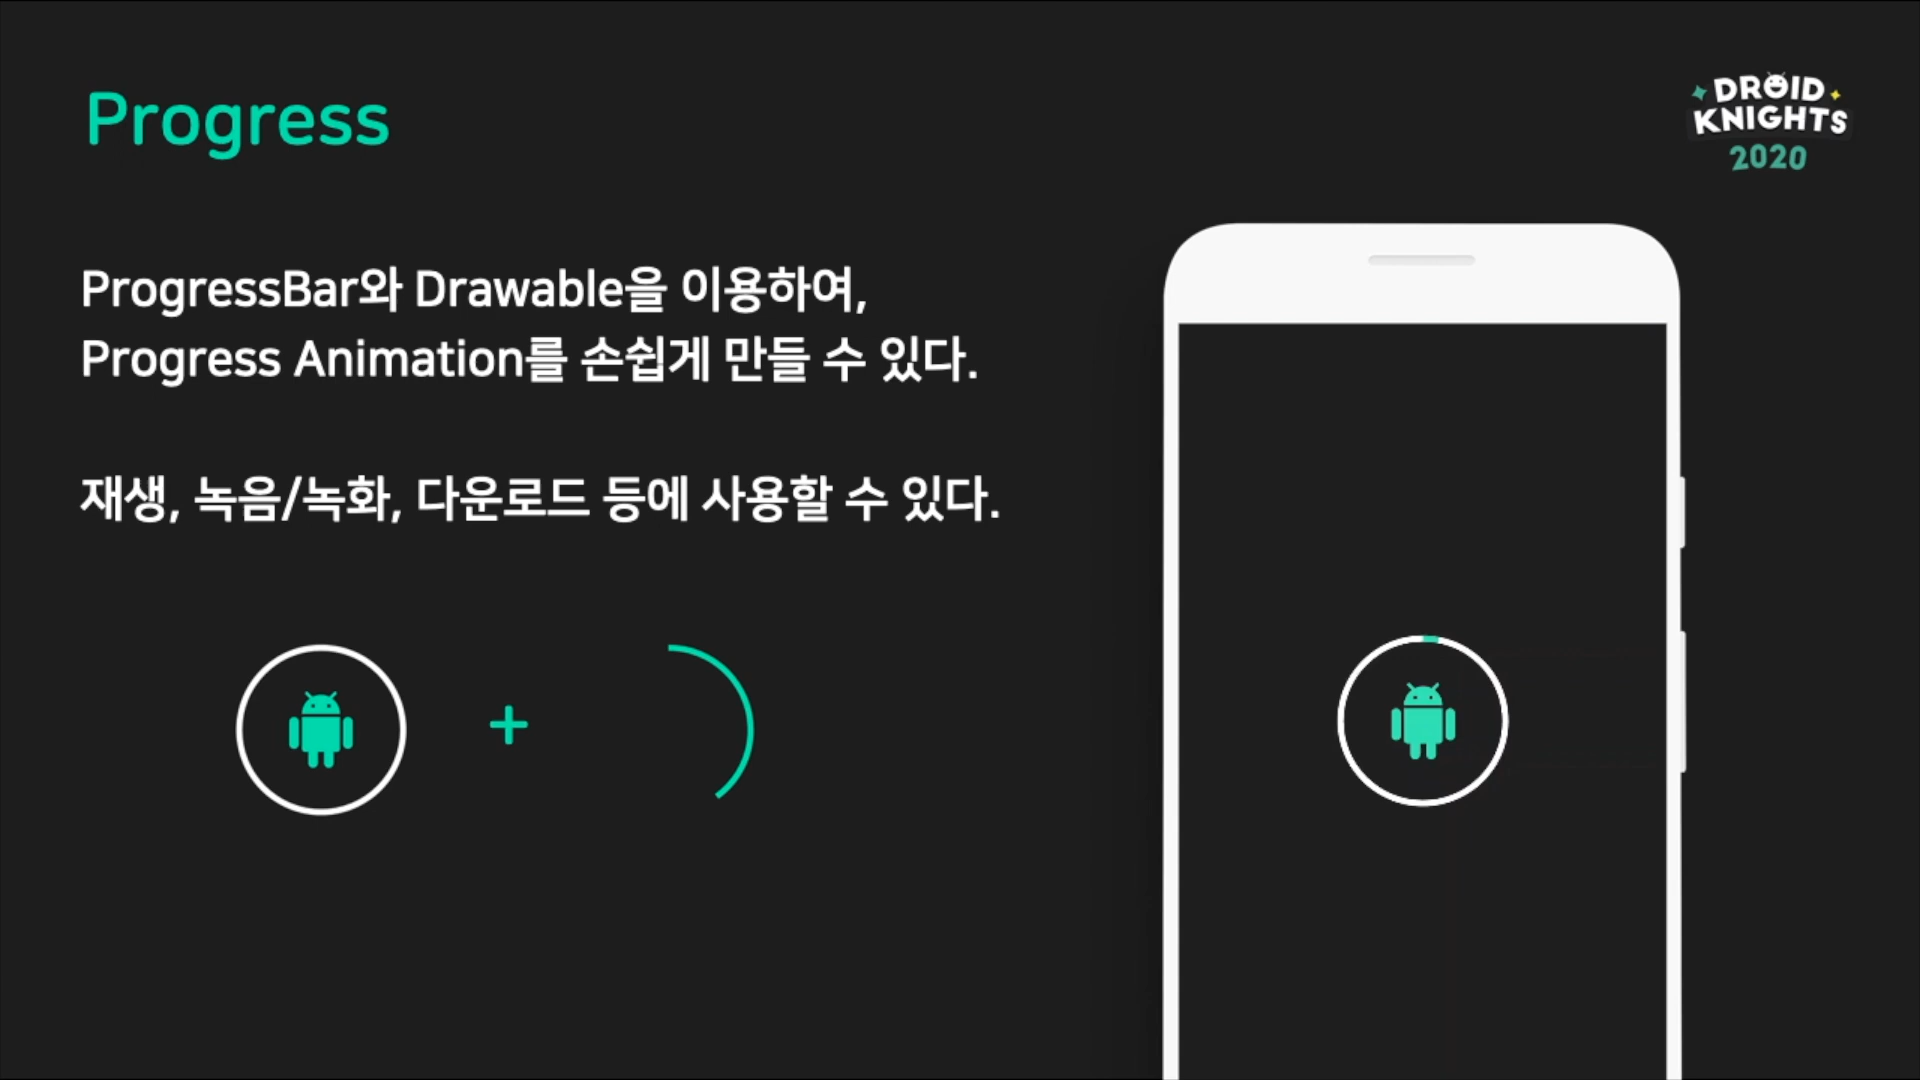 Progress
DROID
KNIGHTS
2020
ProgressBar와 Drawable을 이용하여,
Progress Animation를 손쉽게 만들 수 있다.
재생, 녹음/녹화, 다운로드 등에 사용할 수 있다.
+